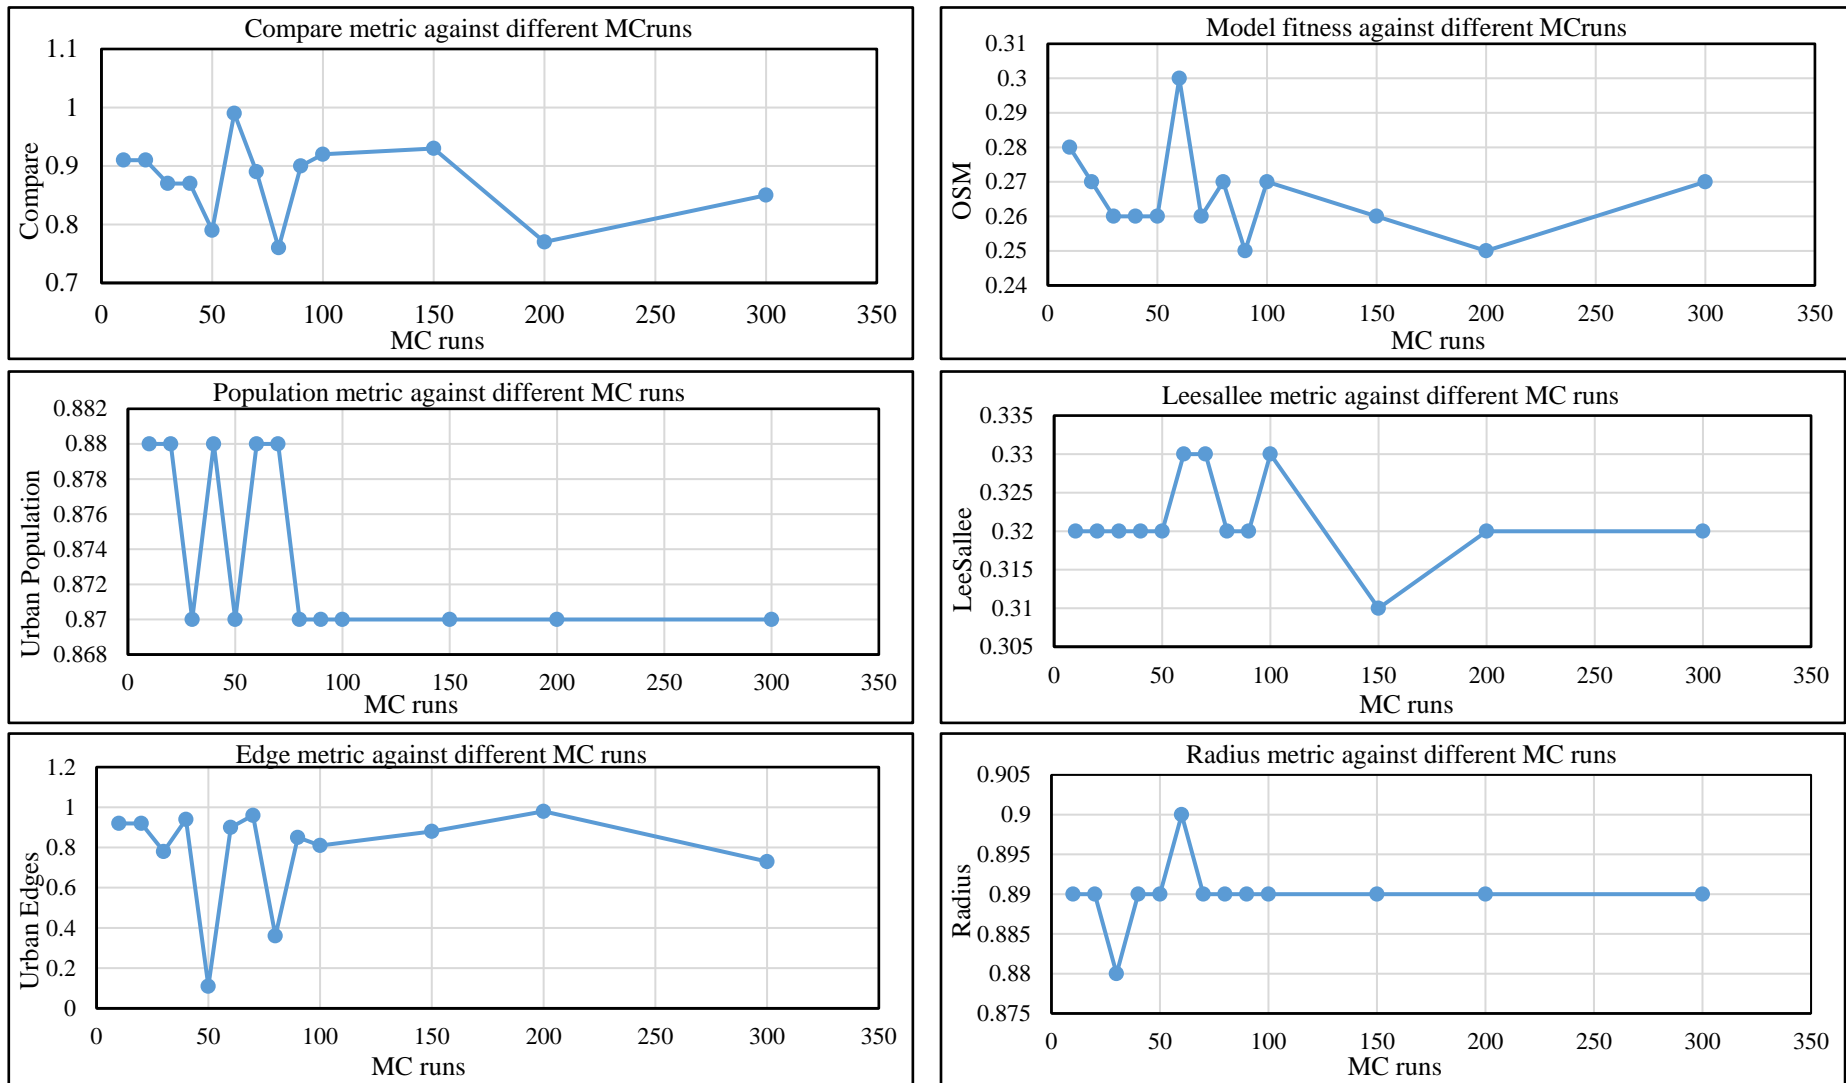 Compare metric against different MCruns
1.1
1
0.9
0.8
0.7
Compare
0 50 100 150 200 250 300 350
MC runs
Model fitness against different MCruns
0.31
0.3
0.29
0.28
0.27
0.26
0.25
0.24
OSM
0 50 100 150 200 250 300 350
MC runs
Population metric against different MC runs
0.882
0.88
0.878
0.876
0.874
0.872
0.87
0.868
Urban Population
0 50 100 150 200 250 300 350
MC runs
Leesallee metric against different MC runs
0.335
0.33
0.325
0.32
0.315
0.31
0.305
LeeSallee
0 50 100 150 200 250 300 350
MC runs
Edge metric against different MC runs
1.2
1
0.8
0.6
0.4
0.2
0
Urban Edges
0 50 100 150 200 250 300 350
MC runs
Radius metric against different MC runs
0.905
0.9
0.895
0.89
0.885
0.88
0.875
Radius
0 50 100 150 200 250 300 350
MC runs